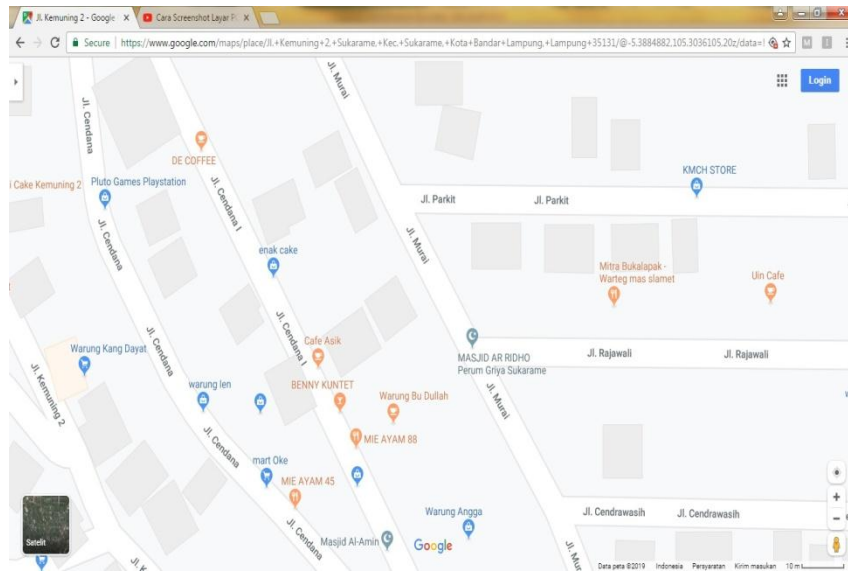 Jl. Kemuning 2 - Google
Cara Screenshot Layar P
Secure
https://www.google.com/maps/place/Jl.+Kemuning+2,+Sukarame,+Kec.+Sukarame,+Kota+Bandar+Lampung,+Lampung+35131/@-5.3884882,105.3036105,20z/data=!
Login
Jl. Murai
Jl. Cendana
DE COFFEE
KMCH STORE
i Cake Kemuning 2
Pluto Games Playstation
Jl. Cendana I
Jl. Parkit
Jl. Parkit
Jl. Murai
Jl. Cendana
enak cake
Mitra Bukalapak -
Warteg mas slamet
Uin Cafe
Jl. Cendana I
Cafe Asik
Warung Kang Dayat
Jl. Cendana
MASJID AR RIDHO
Perum Griya Sukarame
Jl. Rajawali
Jl. Rajawali
Jl. Kemuning 2
warung len
BENNY KUNTET
Warung Bu Dullah
Jl. Murai
MIE AYAM 88
Jl. Cendana
mart Oke
MIE AYAM 45
Warung Angga
Jl. Cendrawasih
Jl. Cendrawasih
Jl. Cendana
Masjid Al-Amin
Google
Satelit
Jl. Mu
Data peta ©2019
Indonesia
Persyaratan
Kirim masukan
10 m